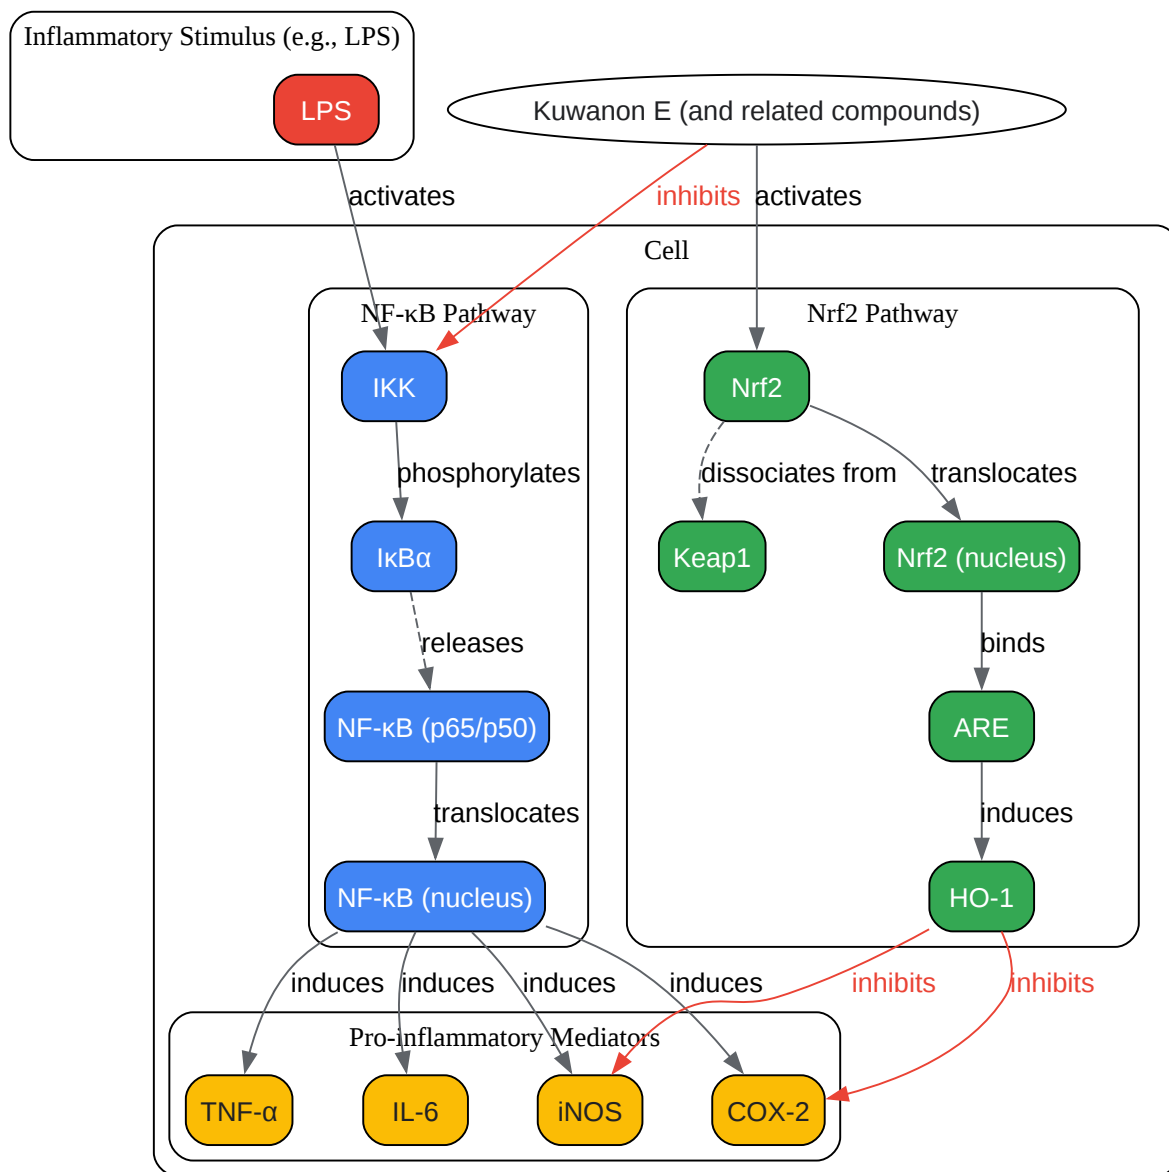 Inflammatory Stimulus (e.g., LPS)
LPS
Kuwanon E (and related compounds)
activates
inhibits
activates
Cell
NF-κB Pathway
Nrf2 Pathway
IKK
Nrf2
phosphorylates
dissociates from
translocates
IκBα
Keap1
Nrf2 (nucleus)
releases
binds
NF-κB (p65/p50)
ARE
translocates
induces
NF-κB (nucleus)
HO-1
induces
induces
induces
induces
inhibits
inhibits
Pro-inflammatory Mediators
TNF-α
IL-6
iNOS
COX-2